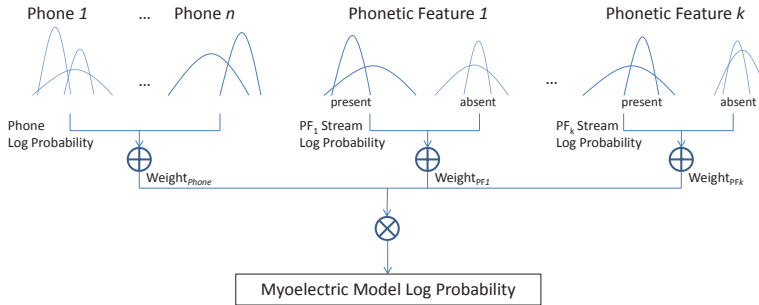 Phone 1 ... Phone n Phonetic Feature 1 Phonetic Feature k
... ...
present absent present absent
Phone PF1 Stream PFk Stream
Log Probability Log Probability Log Probability
WeightPhone WeightPF1 WeightPFk
Myoelectric Model Log Probability